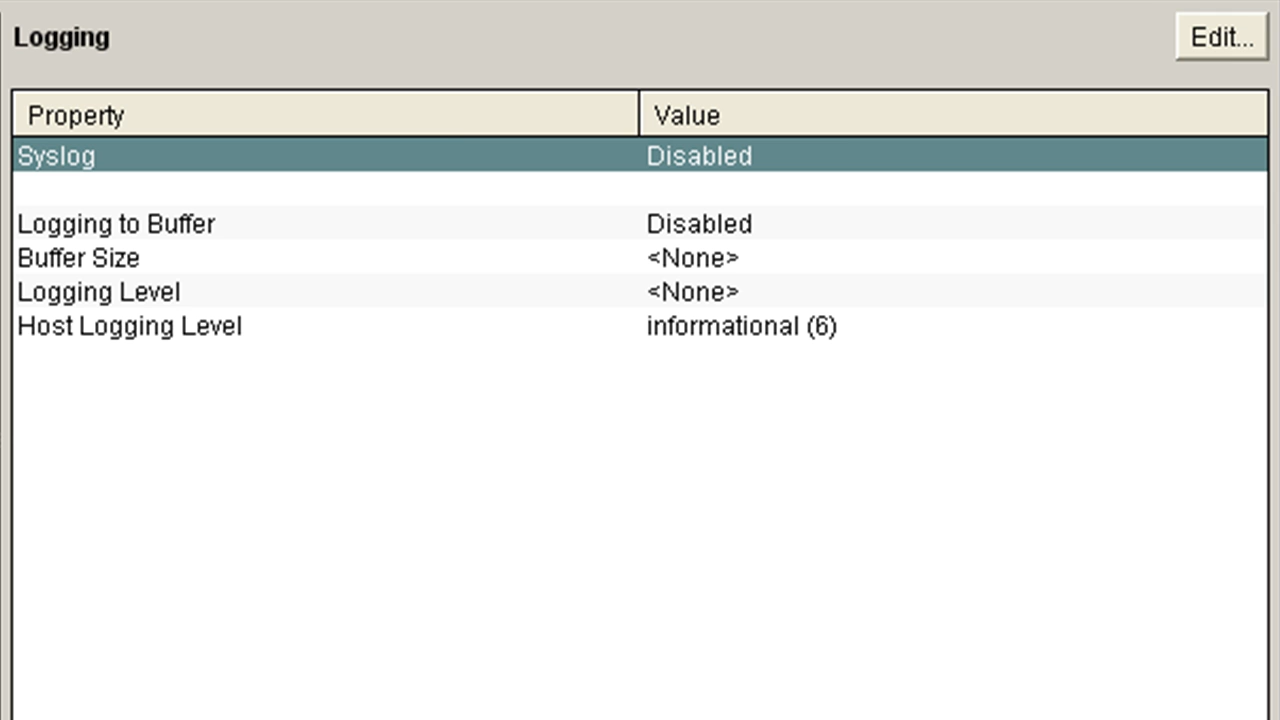 Logging
Edit...
Property Value
Syslog Disabled
Logging to Buffer Disabled
Buffer Size <None>
Logging Level <None>
Host Logging Level informational (6)